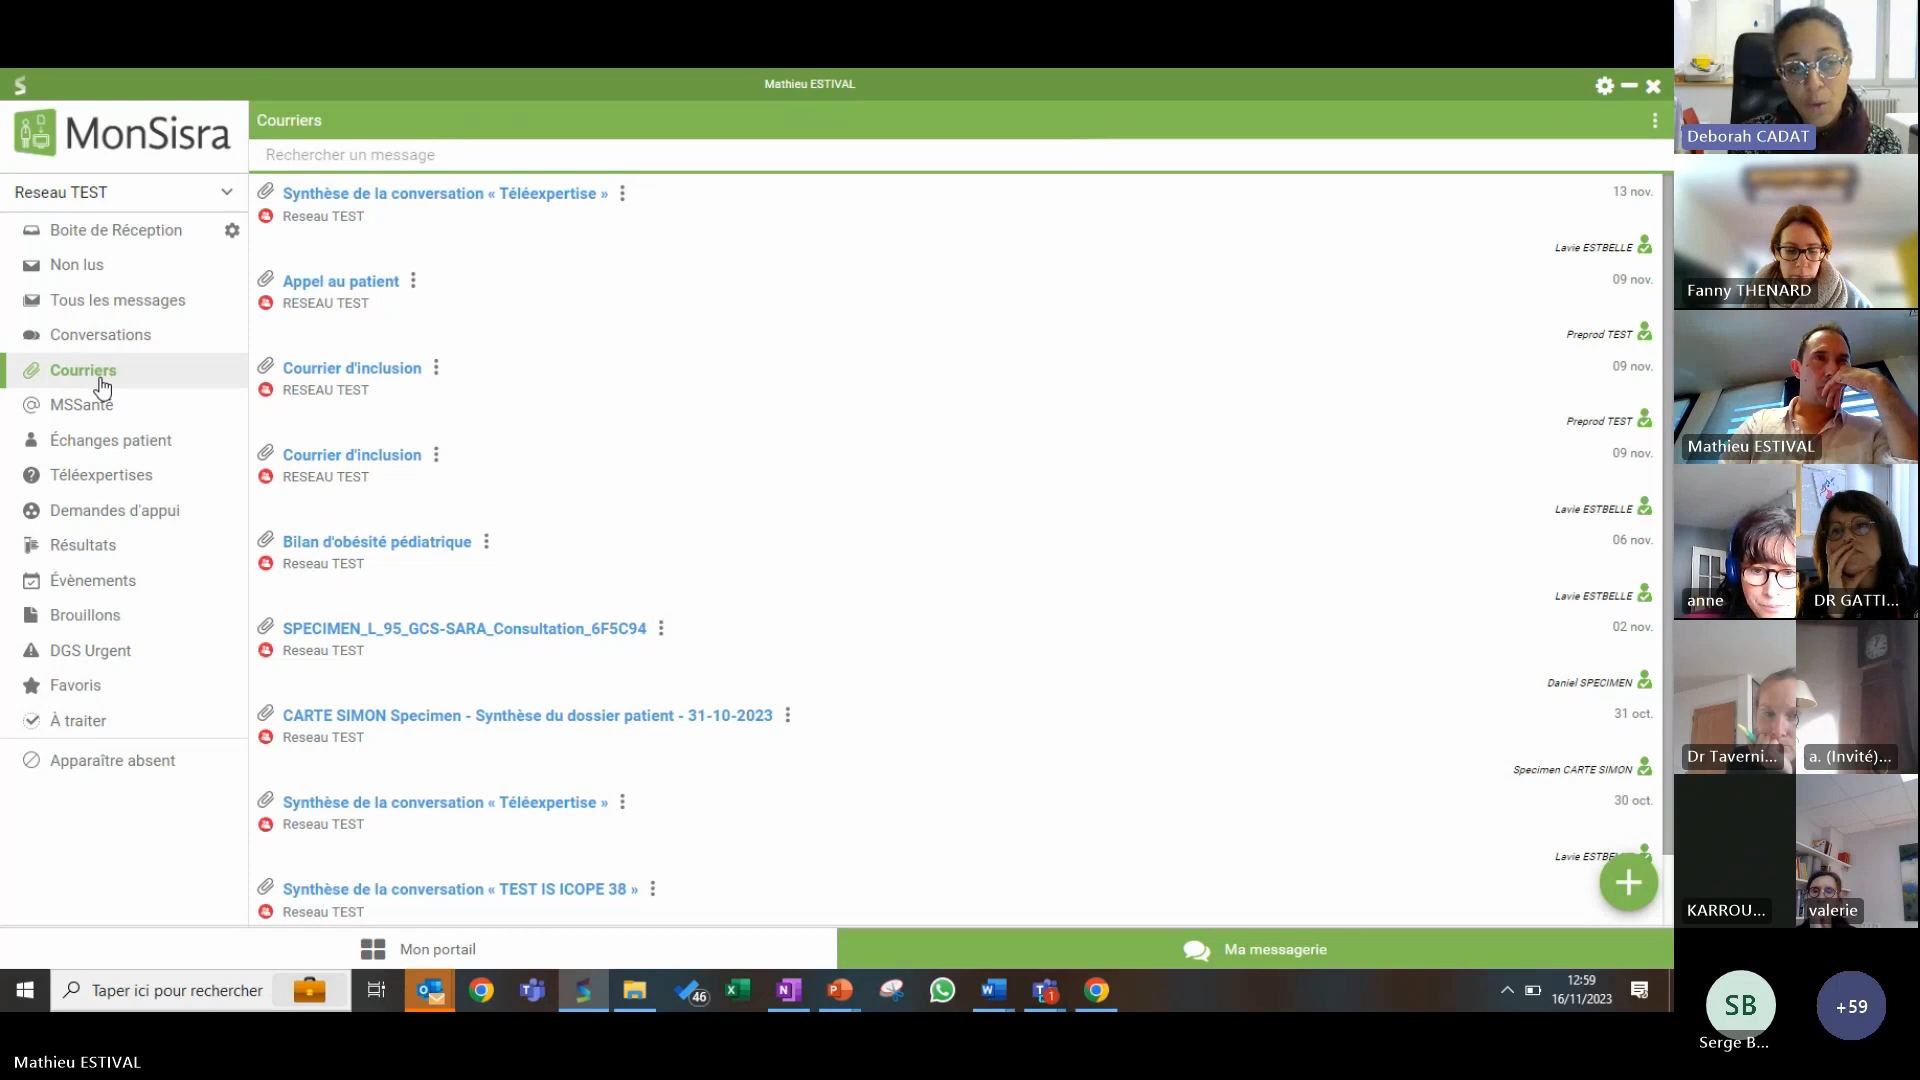 Mathieu ESTIVAL
MonSisra
Reseau TEST
Boite de Réception
Non lus
Tous les messages
Conversations
Courriers
MSSanté
Échanges patient
Téléexpertises
Demandes d'appui
Résultats
Évènements
Brouillons
DGS Urgent
Favoris
À traiter
Apparaître absent
Courriers
Rechercher un message
Synthèse de la conversation « Téléexpertise »
13 nov.
Reseau TEST
Lavie ESTBELLE
Appel au patient
09 nov.
RESEAU TEST
Preprod TEST
Courrier d'inclusion
09 nov.
RESEAU TEST
Preprod TEST
Courrier d'inclusion
09 nov.
RESEAU TEST
Lavie ESTBELLE
Bilan d'obésité pédiatrique
06 nov.
Reseau TEST
Lavie ESTBELLE
SPECIMEN_L_95_GCS-SARA_Consultation_6F5C94
02 nov.
Reseau TEST
Daniel SPECIMEN
CARTE SIMON Specimen - Synthèse du dossier patient - 31-10-2023
31 oct.
Reseau TEST
Specimen CARTE SIMON
Synthèse de la conversation « Téléexpertise »
30 oct.
Reseau TEST
Lavie ESTBE
Synthèse de la conversation « TEST IS ICOPE 38 »
Reseau TEST
Mon portail
Ma messagerie
Taper ici pour rechercher
46
1
12:59
16/11/2023
Mathieu ESTIVAL
Deborah CADAT
Fanny THENARD
Mathieu ESTIVAL
anne
DR GATTI...
Dr Taverni...
a. (Invité)...
KARROU...
valerie
SB
Serge B...
+59